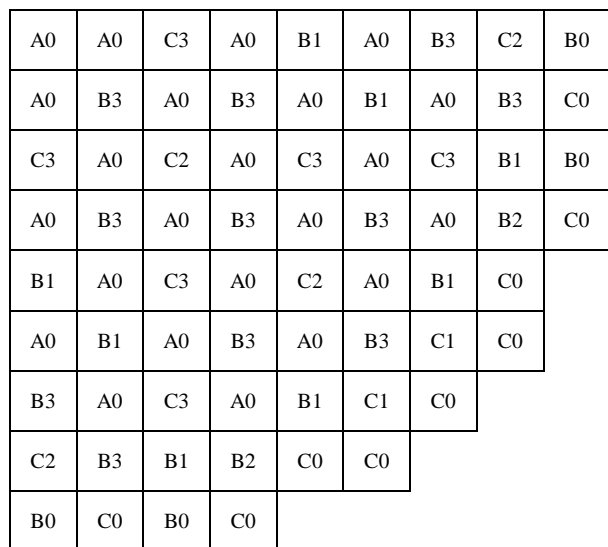 A0 A0 C3 A0 B1 A0 B3 C2 B0
A0 B3 A0 B3 A0 B1 A0 B3 C0
C3 A0 C2 A0 C3 A0 C3 B1 B0
A0 B3 A0 B3 A0 B3 A0 B2 C0
B1 A0 C3 A0 C2 A0 B1 C0
A0 B1 A0 B3 A0 B3 C1 C0
B3 A0 C3 A0 B1 C1 C0
C2 B3 B1 B2 C0 C0
B0 C0 B0 C0